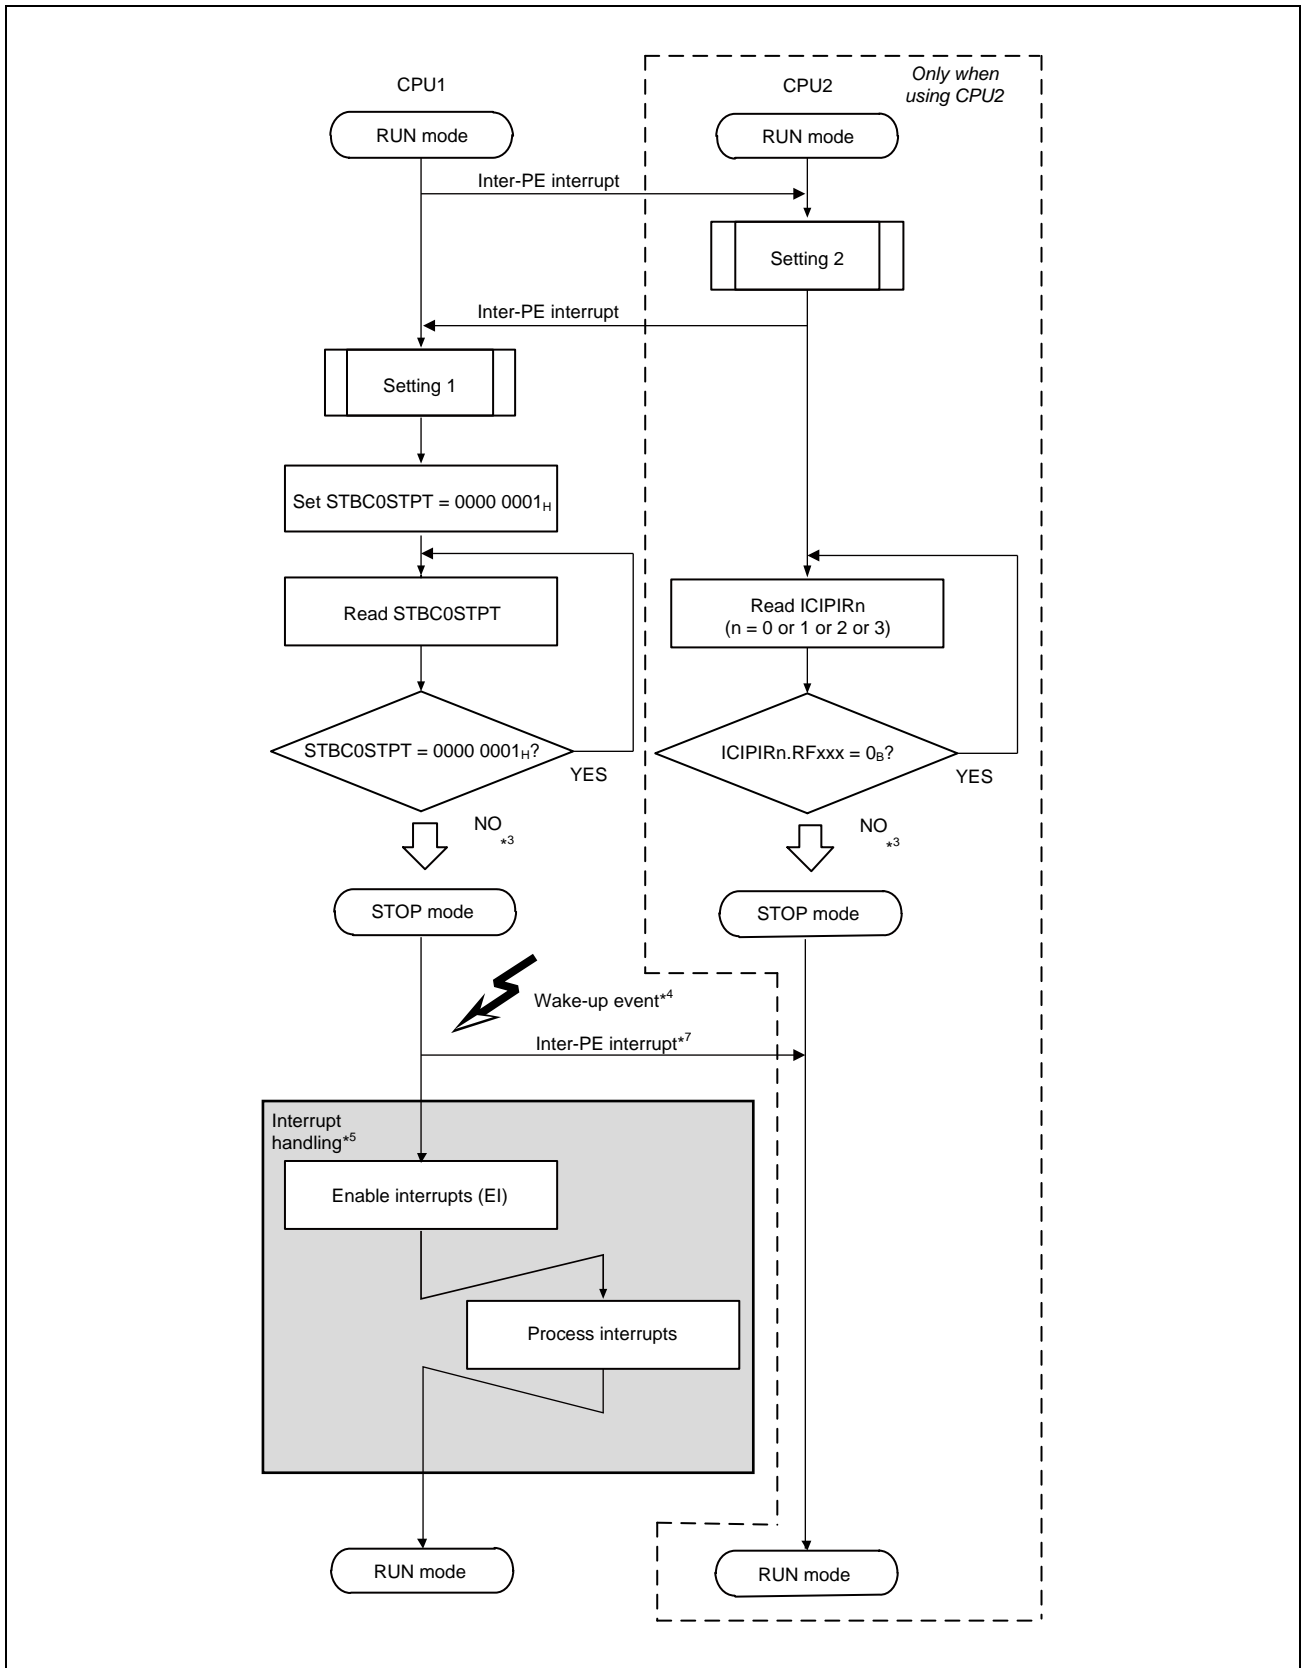 CPU1
CPU2
Only when
using CPU2
RUN mode
RUN mode
Inter-PE interrupt
Setting 2
Inter-PE interrupt
Setting 1
Set STBC0STPT = 0000 0001H
Read STBC0STPT
Read ICIPIRn
(n = 0 or 1 or 2 or 3)
STBC0STPT = 0000 0001H?
YES
ICIPIRn.RFxxx = 0B?
YES
NO
*3
NO
*3
STOP mode
STOP mode
Wake-up event*4
Inter-PE interrupt*7
Interrupt
handling*5
Enable interrupts (EI)
Process interrupts
RUN mode
RUN mode